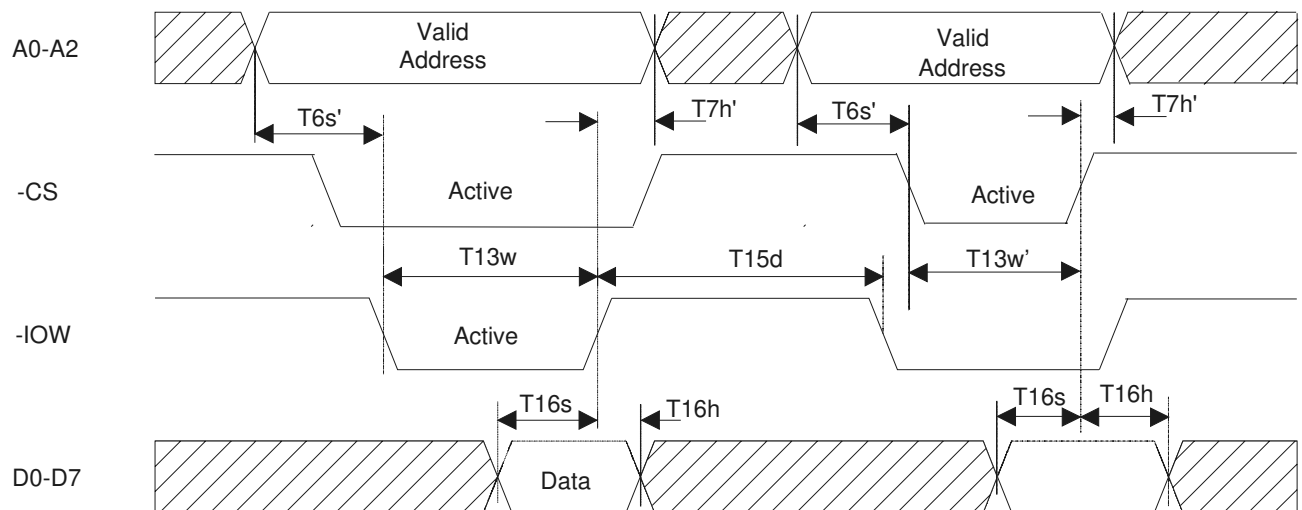 A0-A2
Valid
Address
Valid
Address
T6s'
T7h'
T6s'
T7h'
-CS
Active
Active
T13w
T15d
T13w’
-IOW
Active
T16s
T16h
T16s
T16h
D0-D7
Data